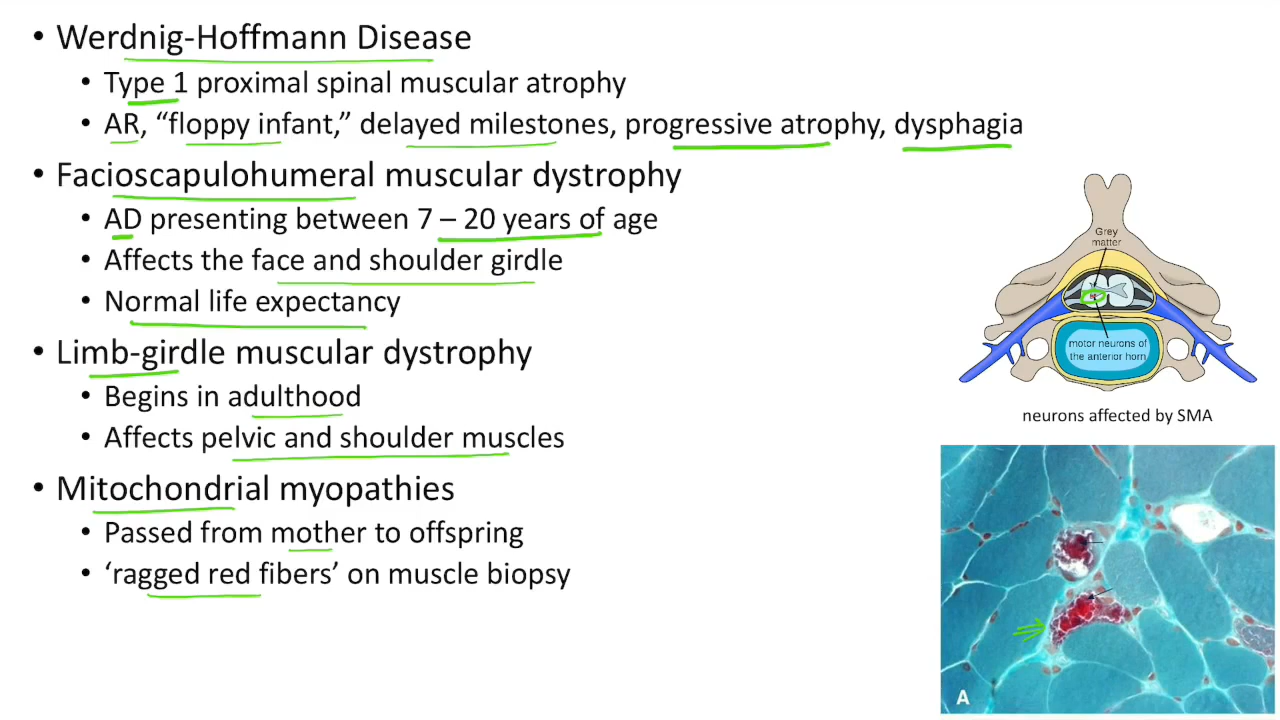 • Werdnig-Hoffmann Disease
• Type 1 proximal spinal muscular atrophy
• AR, “floppy infant,” delayed milestones, progressive atrophy, dysphagia
• Facioscapulohumeral muscular dystrophy
• AD presenting between 7 – 20 years of age
• Affects the face and shoulder girdle
• Normal life expectancy
• Limb-girdle muscular dystrophy
• Begins in adulthood
• Affects pelvic and shoulder muscles
• Mitochondrial myopathies
• Passed from mother to offspring
• ‘ragged red fibers’ on muscle biopsy
Grey
matter
motor neurons of
the anterior horn
neurons affected by SMA
A